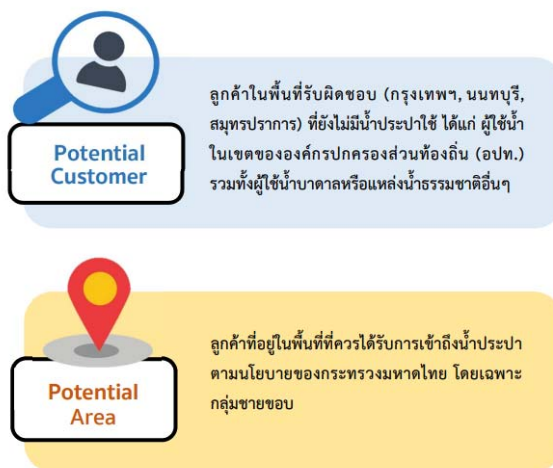 Potential
Customer
ลูกค้าในพื้นที่รับผิดชอบ (กรุงเทพฯ, นนทบุรี,
สมุทรปราการ) ที่ยังไม่มีน้ำประปาใช้ ได้แก่ ผู้ใช้น้ำ
ในเขตขององค์กรปกครองส่วนท้องถิ่น (อปท.)
รวมทั้งผู้ใช้น้ำบาดาลหรือแหล่งน้ำธรรมชาติอื่นๆ
Potential
Area
ลูกค้าที่อยู่ในพื้นที่ที่ควรได้รับการเข้าถึงน้ำประปา
ตามนโยบายของกระทรวงมหาดไทย โดยเฉพาะ
กลุ่มชายขอบ